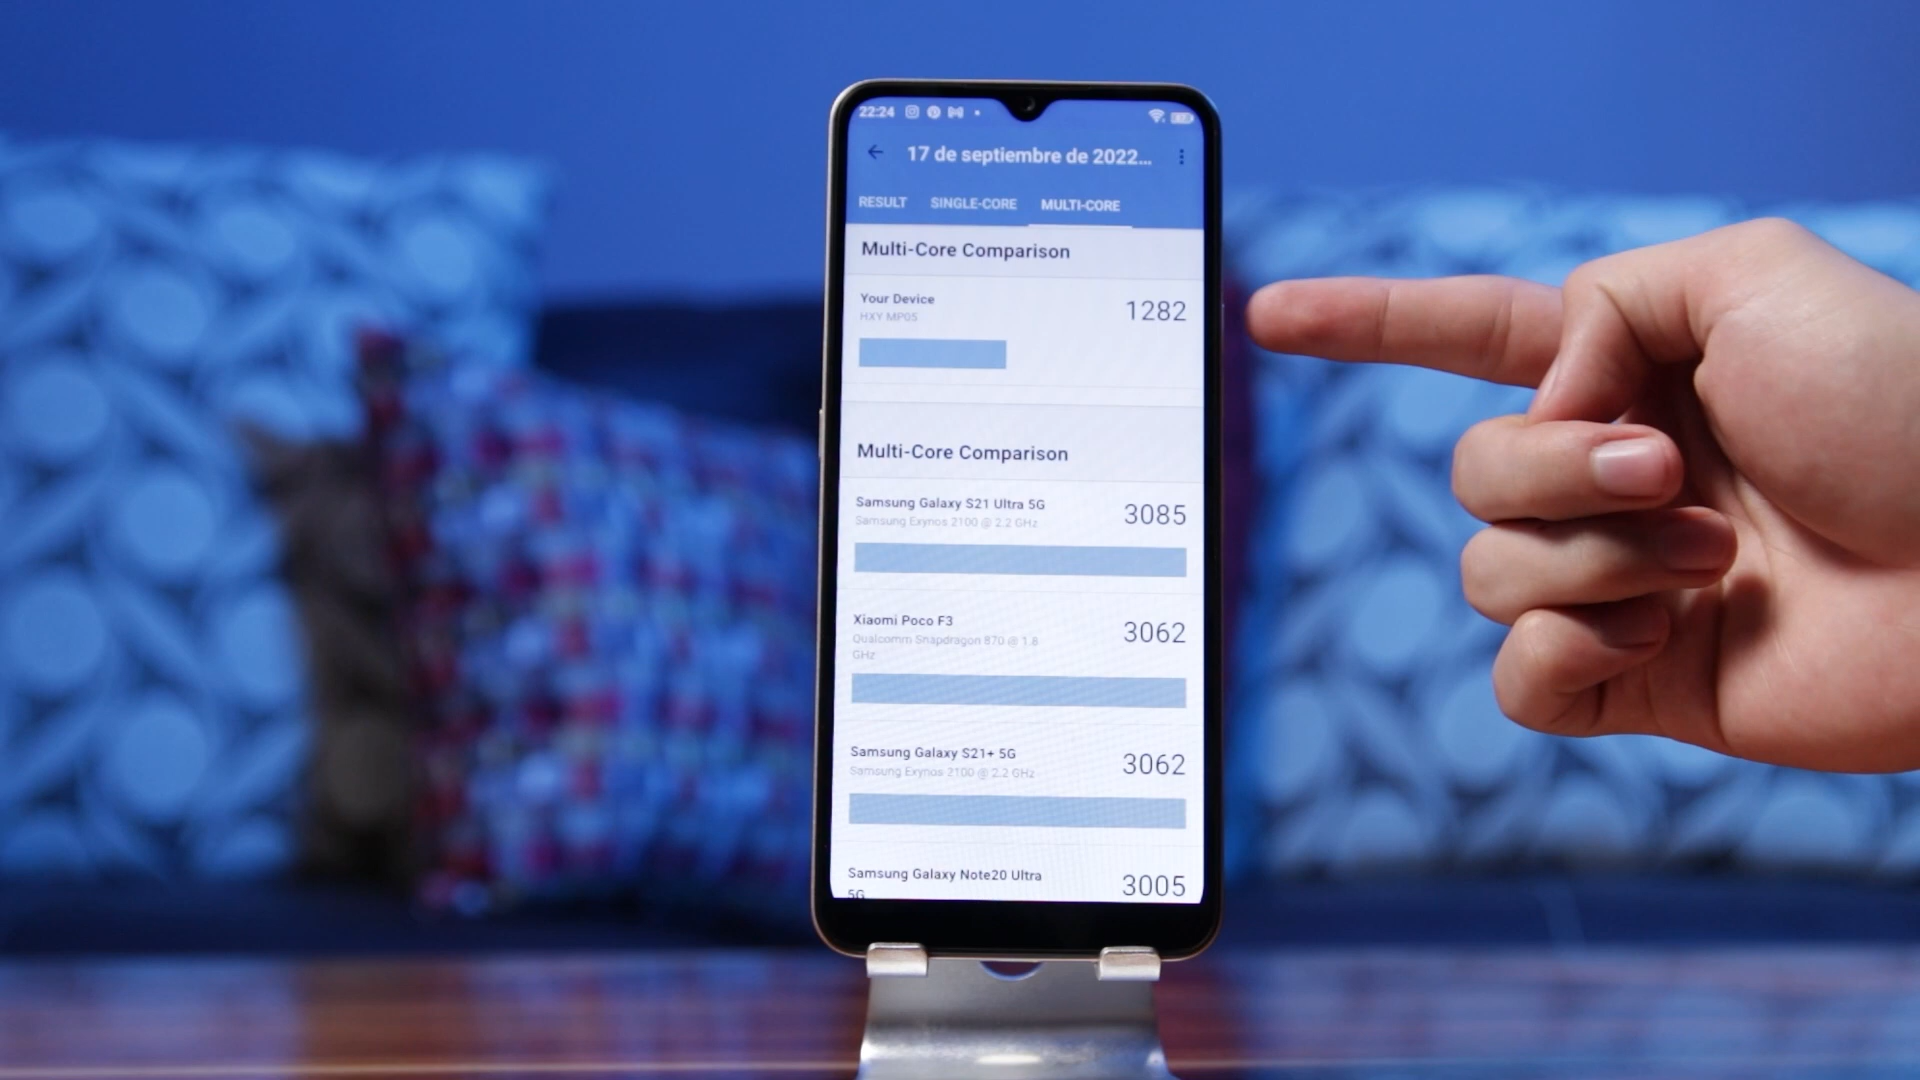 22:24
17 de septiembre de 2022...
RESULT SINGLE-CORE MULTI-CORE
Multi-Core Comparison
Your Device 1282
HXY MP05
Multi-Core Comparison
Samsung Galaxy S21 Ultra 5G 3085
Samsung Exynos 2100 @ 2.2 GHz
Xiaomi Poco F3 3062
Qualcomm Snapdragon 870 @ 1.8
GHz
Samsung Galaxy S21+ 5G 3062
Samsung Exynos 2100 @ 2.2 GHz
Samsung Galaxy Note20 Ultra 3005
5G